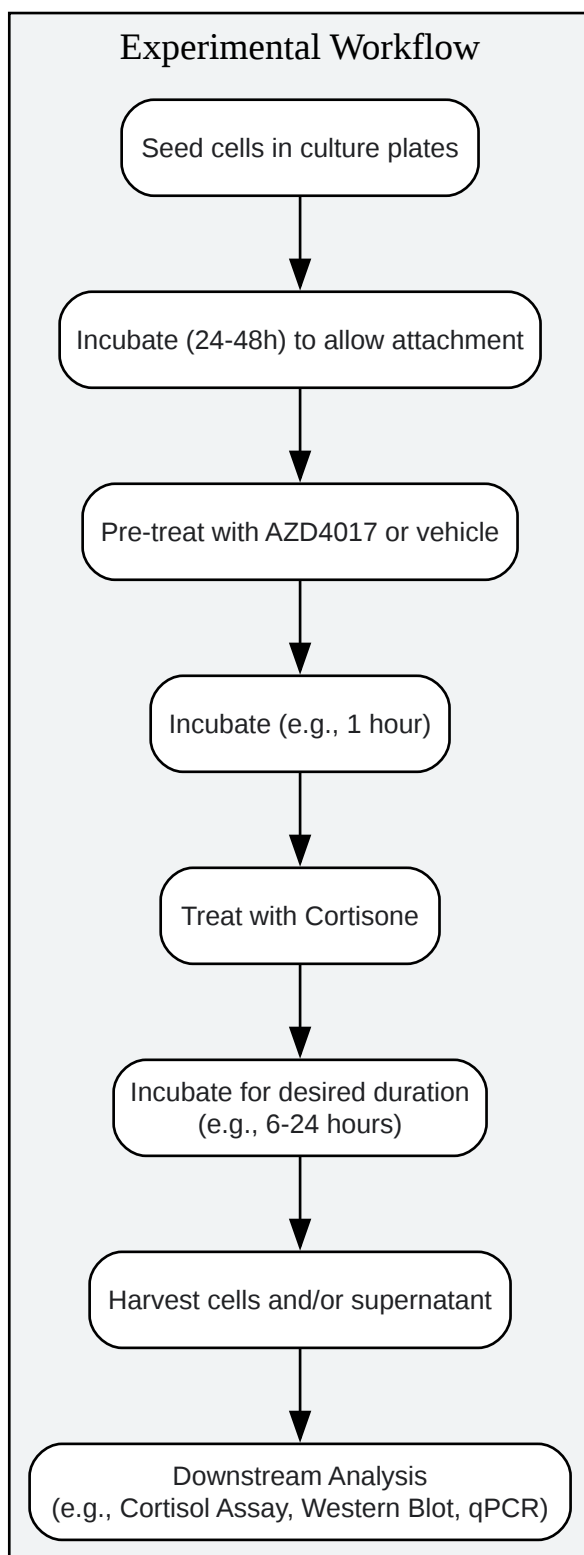 Experimental Workflow
Seed cells in culture plates
Incubate (24-48h) to allow attachment
Pre-treat with AZD4017 or vehicle
Incubate (e.g., 1 hour)
Treat with Cortisone
Incubate for desired duration
(e.g., 6-24 hours)
Harvest cells and/or supernatant
Downstream Analysis
(e.g., Cortisol Assay, Western Blot, qPCR)